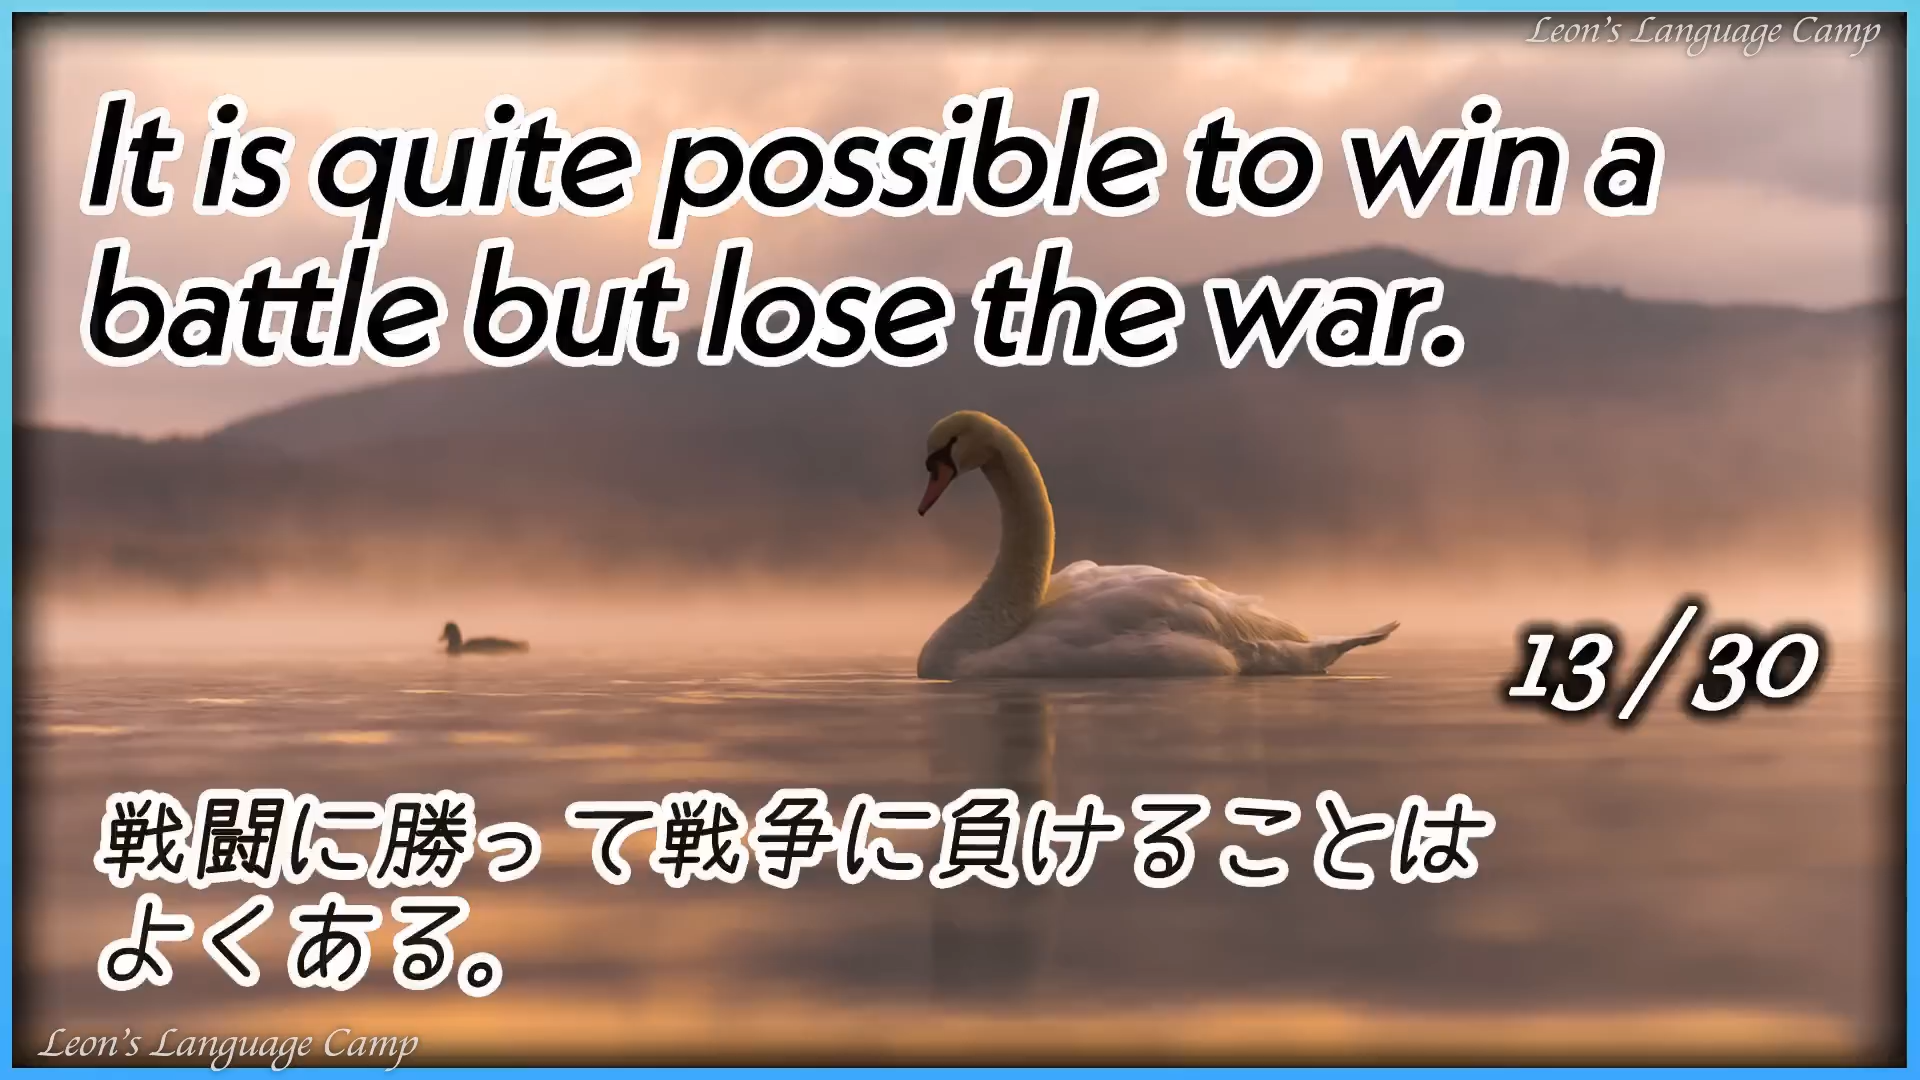 Leon's Language Camp
It is quite possible to win a
battle but lose the war.
13/30
戦闘に勝って戦争に負けることは
よくある。
Leon's Language Camp